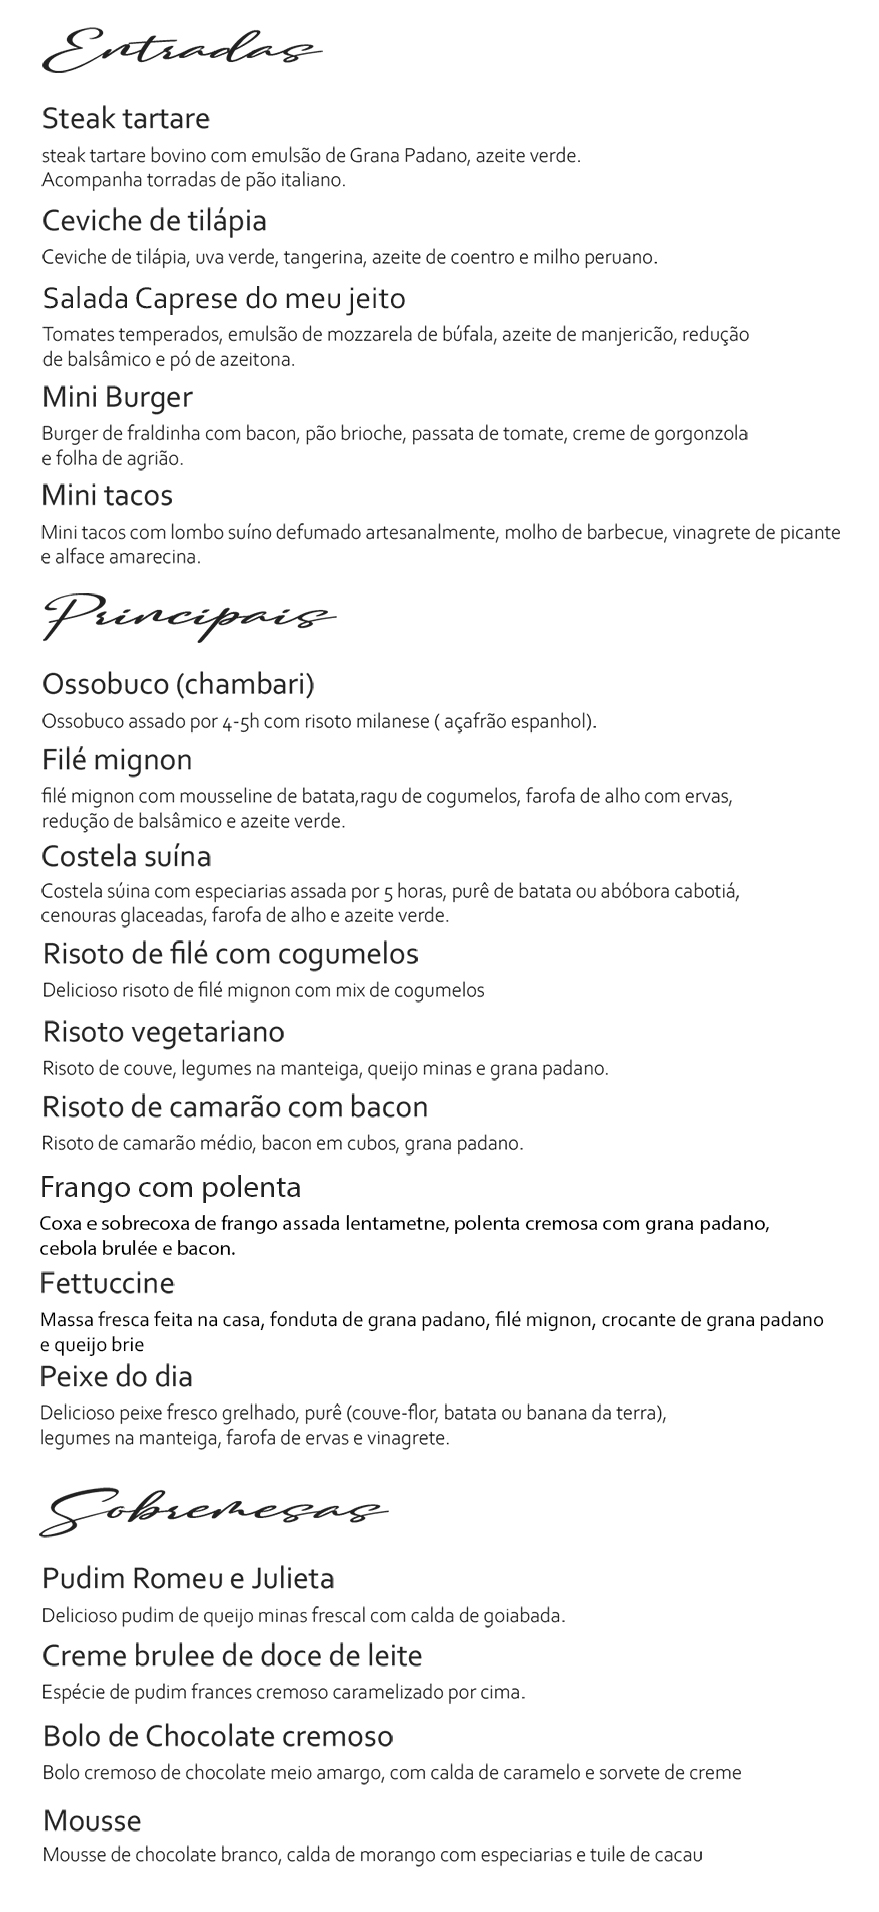 Entradas
Steak tartare
steak tartare bovino com emulsão de Grana Padano, azeite verde.
Acompanha torradas de pão italiano.
Ceviche de tilápia
Ceviche de tilápia, uva verde, tangerina, azeite de coentro e milho peruano.
Salada Caprese do meu jeito
Tomates temperados, emulsão de mozzarela de búfala, azeite de manjericão, redução
de balsâmico e pó de azeitona.
Mini Burger
Burger de fraldinha com bacon, pão brioche, passata de tomate, creme de gorgonzola
e folha de agrião.
Mini tacos
Mini tacos com lombo suíno defumado artesanalmente, molho de barbecue, vinagrete de picante
e alface amarecina.
Principais
Ossobuco (chambari)
Ossobuco assado por 4-5h com risoto milanese ( açafrão espanhol).
Filé mignon
filé mignon com mousseline de batata,ragu de cogumelos, farofa de alho com ervas,
redução de balsâmico e azeite verde.
Costela suína
Costela súina com especiarias assada por 5 horas, purê de batata ou abóbora cabotiá,
cenouras glaceadas, farofa de alho e azeite verde.
Risoto de filé com cogumelos
Delicioso risoto de filé mignon com mix de cogumelos
Risoto vegetariano
Risoto de couve, legumes na manteiga, queijo minas e grana padano.
Risoto de camarão com bacon
Risoto de camarão médio, bacon em cubos, grana padano.
Frango com polenta
Coxa e sobrecoxa de frango assada lentametne, polenta cremosa com grana padano,
cebola brulée e bacon.
Fettuccine
Massa fresca feita na casa, fonduta de grana padano, filé mignon, crocante de grana padano
e queijo brie
Peixe do dia
Delicioso peixe fresco grelhado, purê (couve-flor, batata ou banana da terra),
legumes na manteiga, farofa de ervas e vinagrete.
Sobremesas
Pudim Romeu e Julieta
Delicioso pudim de queijo minas frescal com calda de goiabada.
Creme brulee de doce de leite
Espécie de pudim frances cremoso caramelizado por cima.
Bolo de Chocolate cremoso
Bolo cremoso de chocolate meio amargo, com calda de caramelo e sorvete de creme
Mousse
Mousse de chocolate branco, calda de morango com especiarias e tuile de cacau